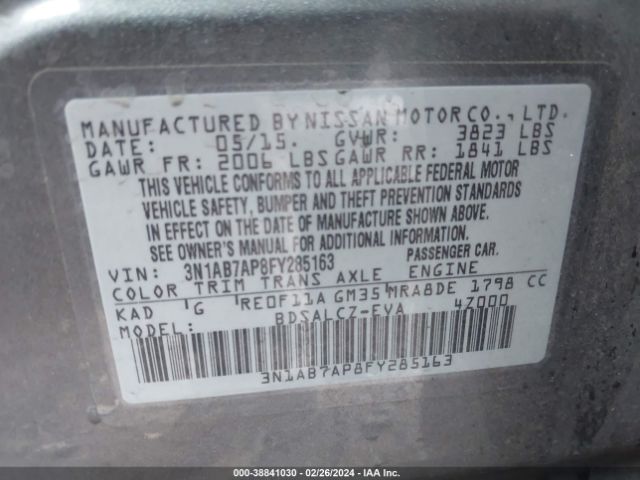 MANUFACTURED BY NISSAN MOTOR CO., LTD.
DATE: 05/15. GVWR: 3823 LBS
GAWR FR: 2006 LBS GAWR RR: 1841 LBS
THIS VEHICLE CONFORMS TO ALL APPLICABLE FEDERAL MOTOR
VEHICLE SAFETY, BUMPER AND THEFT PREVENTION STANDARDS
IN EFFECT ON THE DATE OF MANUFACTURE SHOWN ABOVE.
SEE OWNER'S MANUAL FOR ADDITIONAL INFORMATION.
VIN: 3N1AB7AP8FY285163 PASSENGER CAR.
COLOR TRIM TRANS AXLE ENGINE
KAD G RE0F11A GM35 MRA8DE 1798 CC
MODEL: BDSALCZ-EVA 4Z000
3N1AB7AP8FY285163
000-38841030 - 02/26/2024 - IAA, Inc.